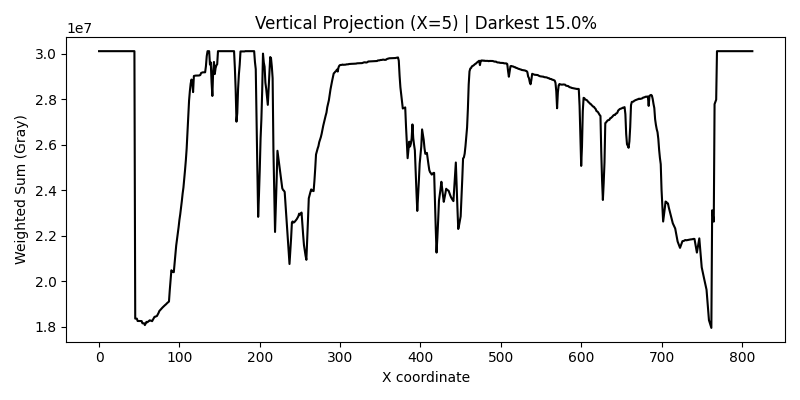 Vertical Projection (X=5) | Darkest 15.0%
1e7
3.0
2.8
2.6
2.4
2.2
2.0
1.8
Weighted Sum (Gray)
0 100 200 300 400 500 600 700 800
X coordinate